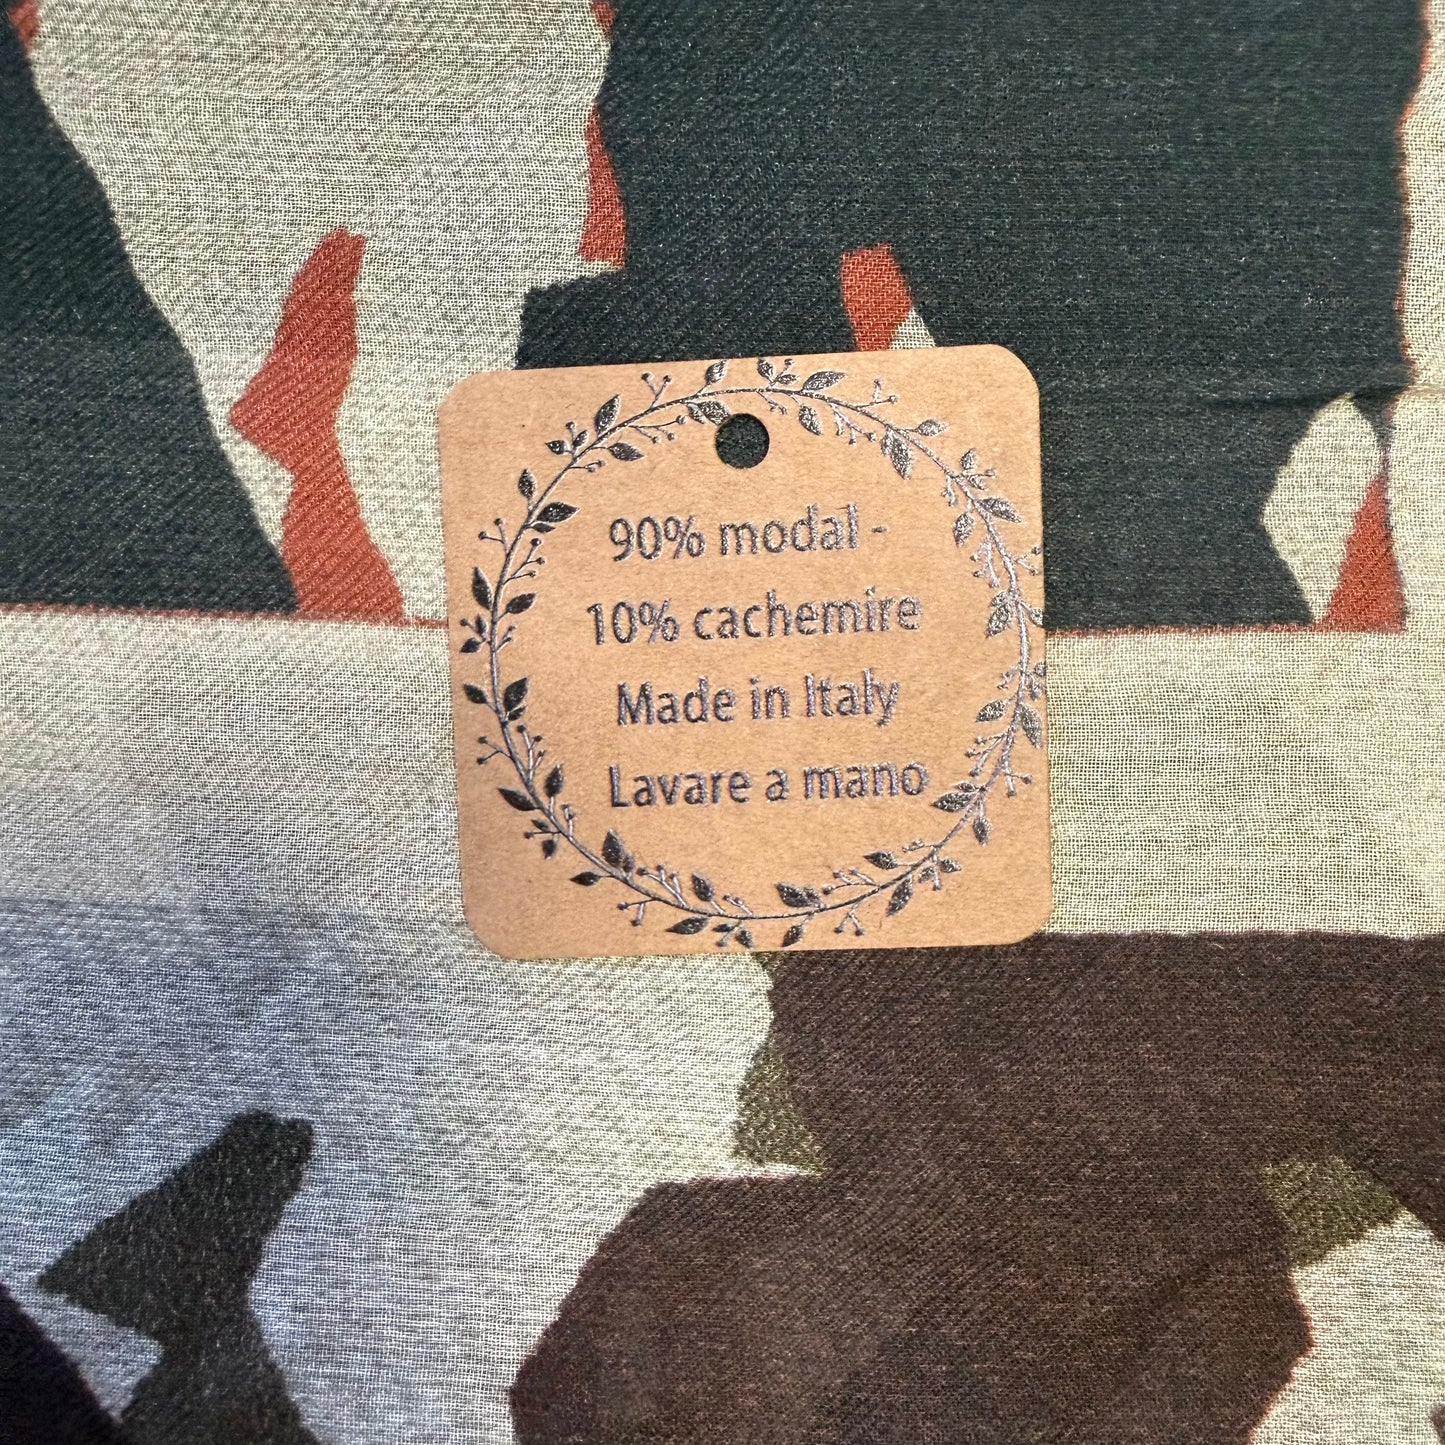 90% modal -
10% cachemire
Made in Italy
Lavare a mano